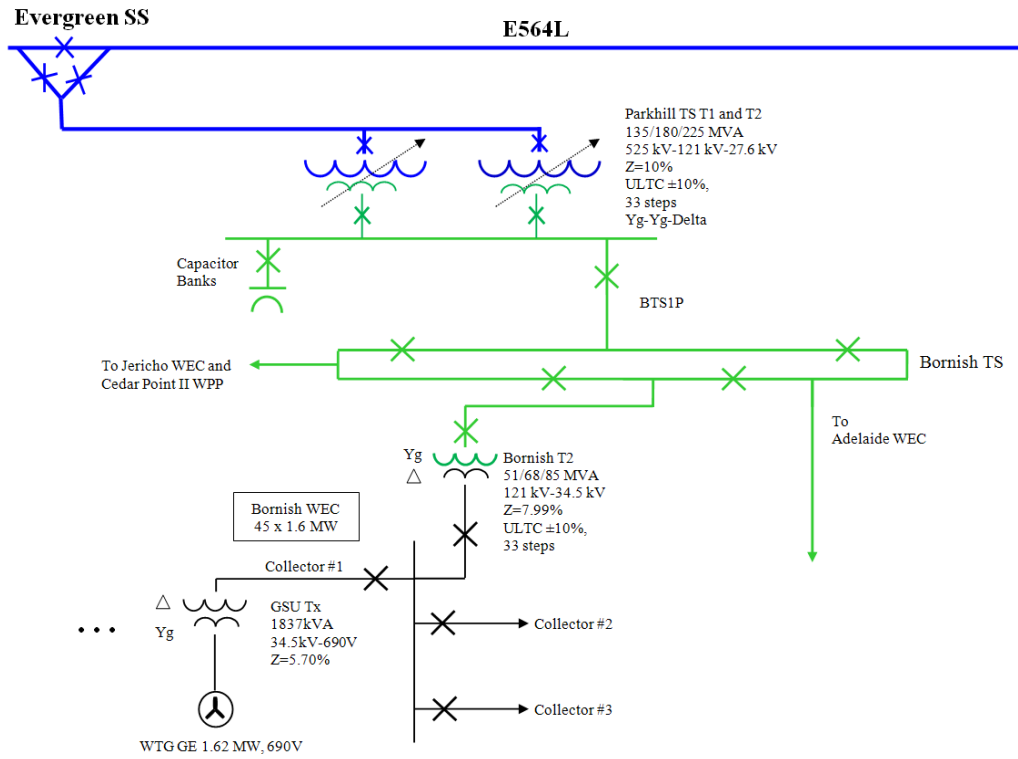 Evergreen SS
E564L
Parkhill TS T1 and T2
135/180/225 MVA
525 kV-121 kV-27.6 kV
Z=10%
ULTC ±10%,
33 steps
Yg-Yg-Delta
Capacitor
Banks
BTS1P
To Jericho WEC and
Cedar Point II WPP
Bornish TS
To
Adelaide WEC
Yg
△
Bornish T2
51/68/85 MVA
121 kV-34.5 kV
Z=7.99%
ULTC ±10%,
33 steps
Bornish WEC
45 x 1.6 MW
Collector #1
△
Yg
GSU Tx
1837kVA
34.5kV-690V
Z=5.70%
• • •
Collector #2
Collector #3
WTG GE 1.62 MW, 690V